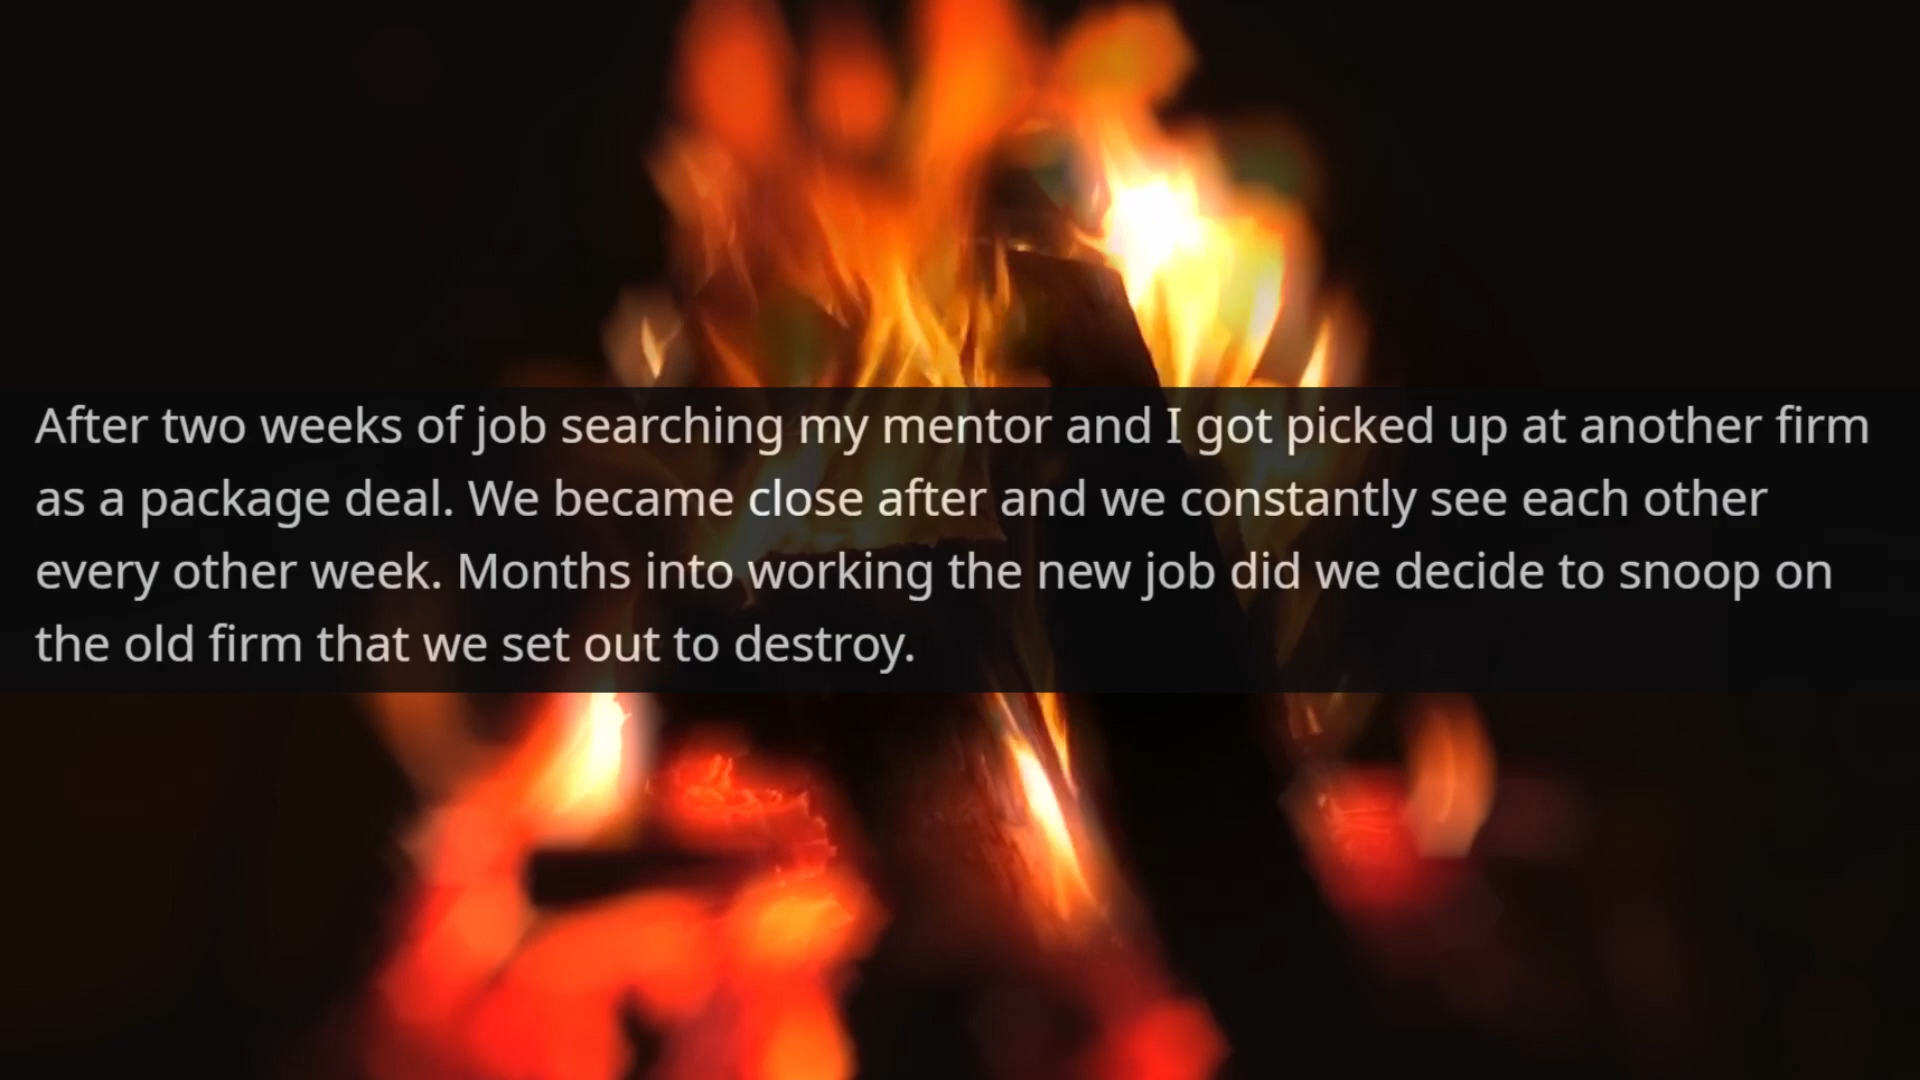 After two weeks of job searching my mentor and I got picked up at another firm
as a package deal. We became close after and we constantly see each other
every other week. Months into working the new job did we decide to snoop on
the old firm that we set out to destroy.